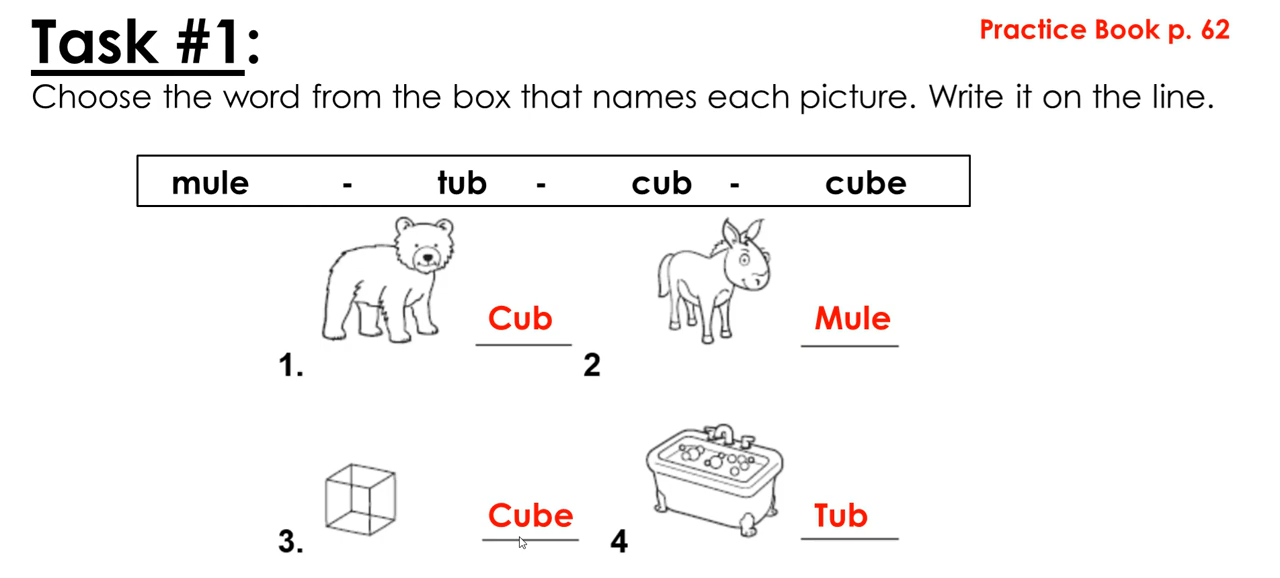 Task #1:
Practice Book p. 62
Choose the word from the box that names each picture. Write it on the line.
mule - tub - cub - cube
1. Cub
2 Mule
3. Cube
4 Tub